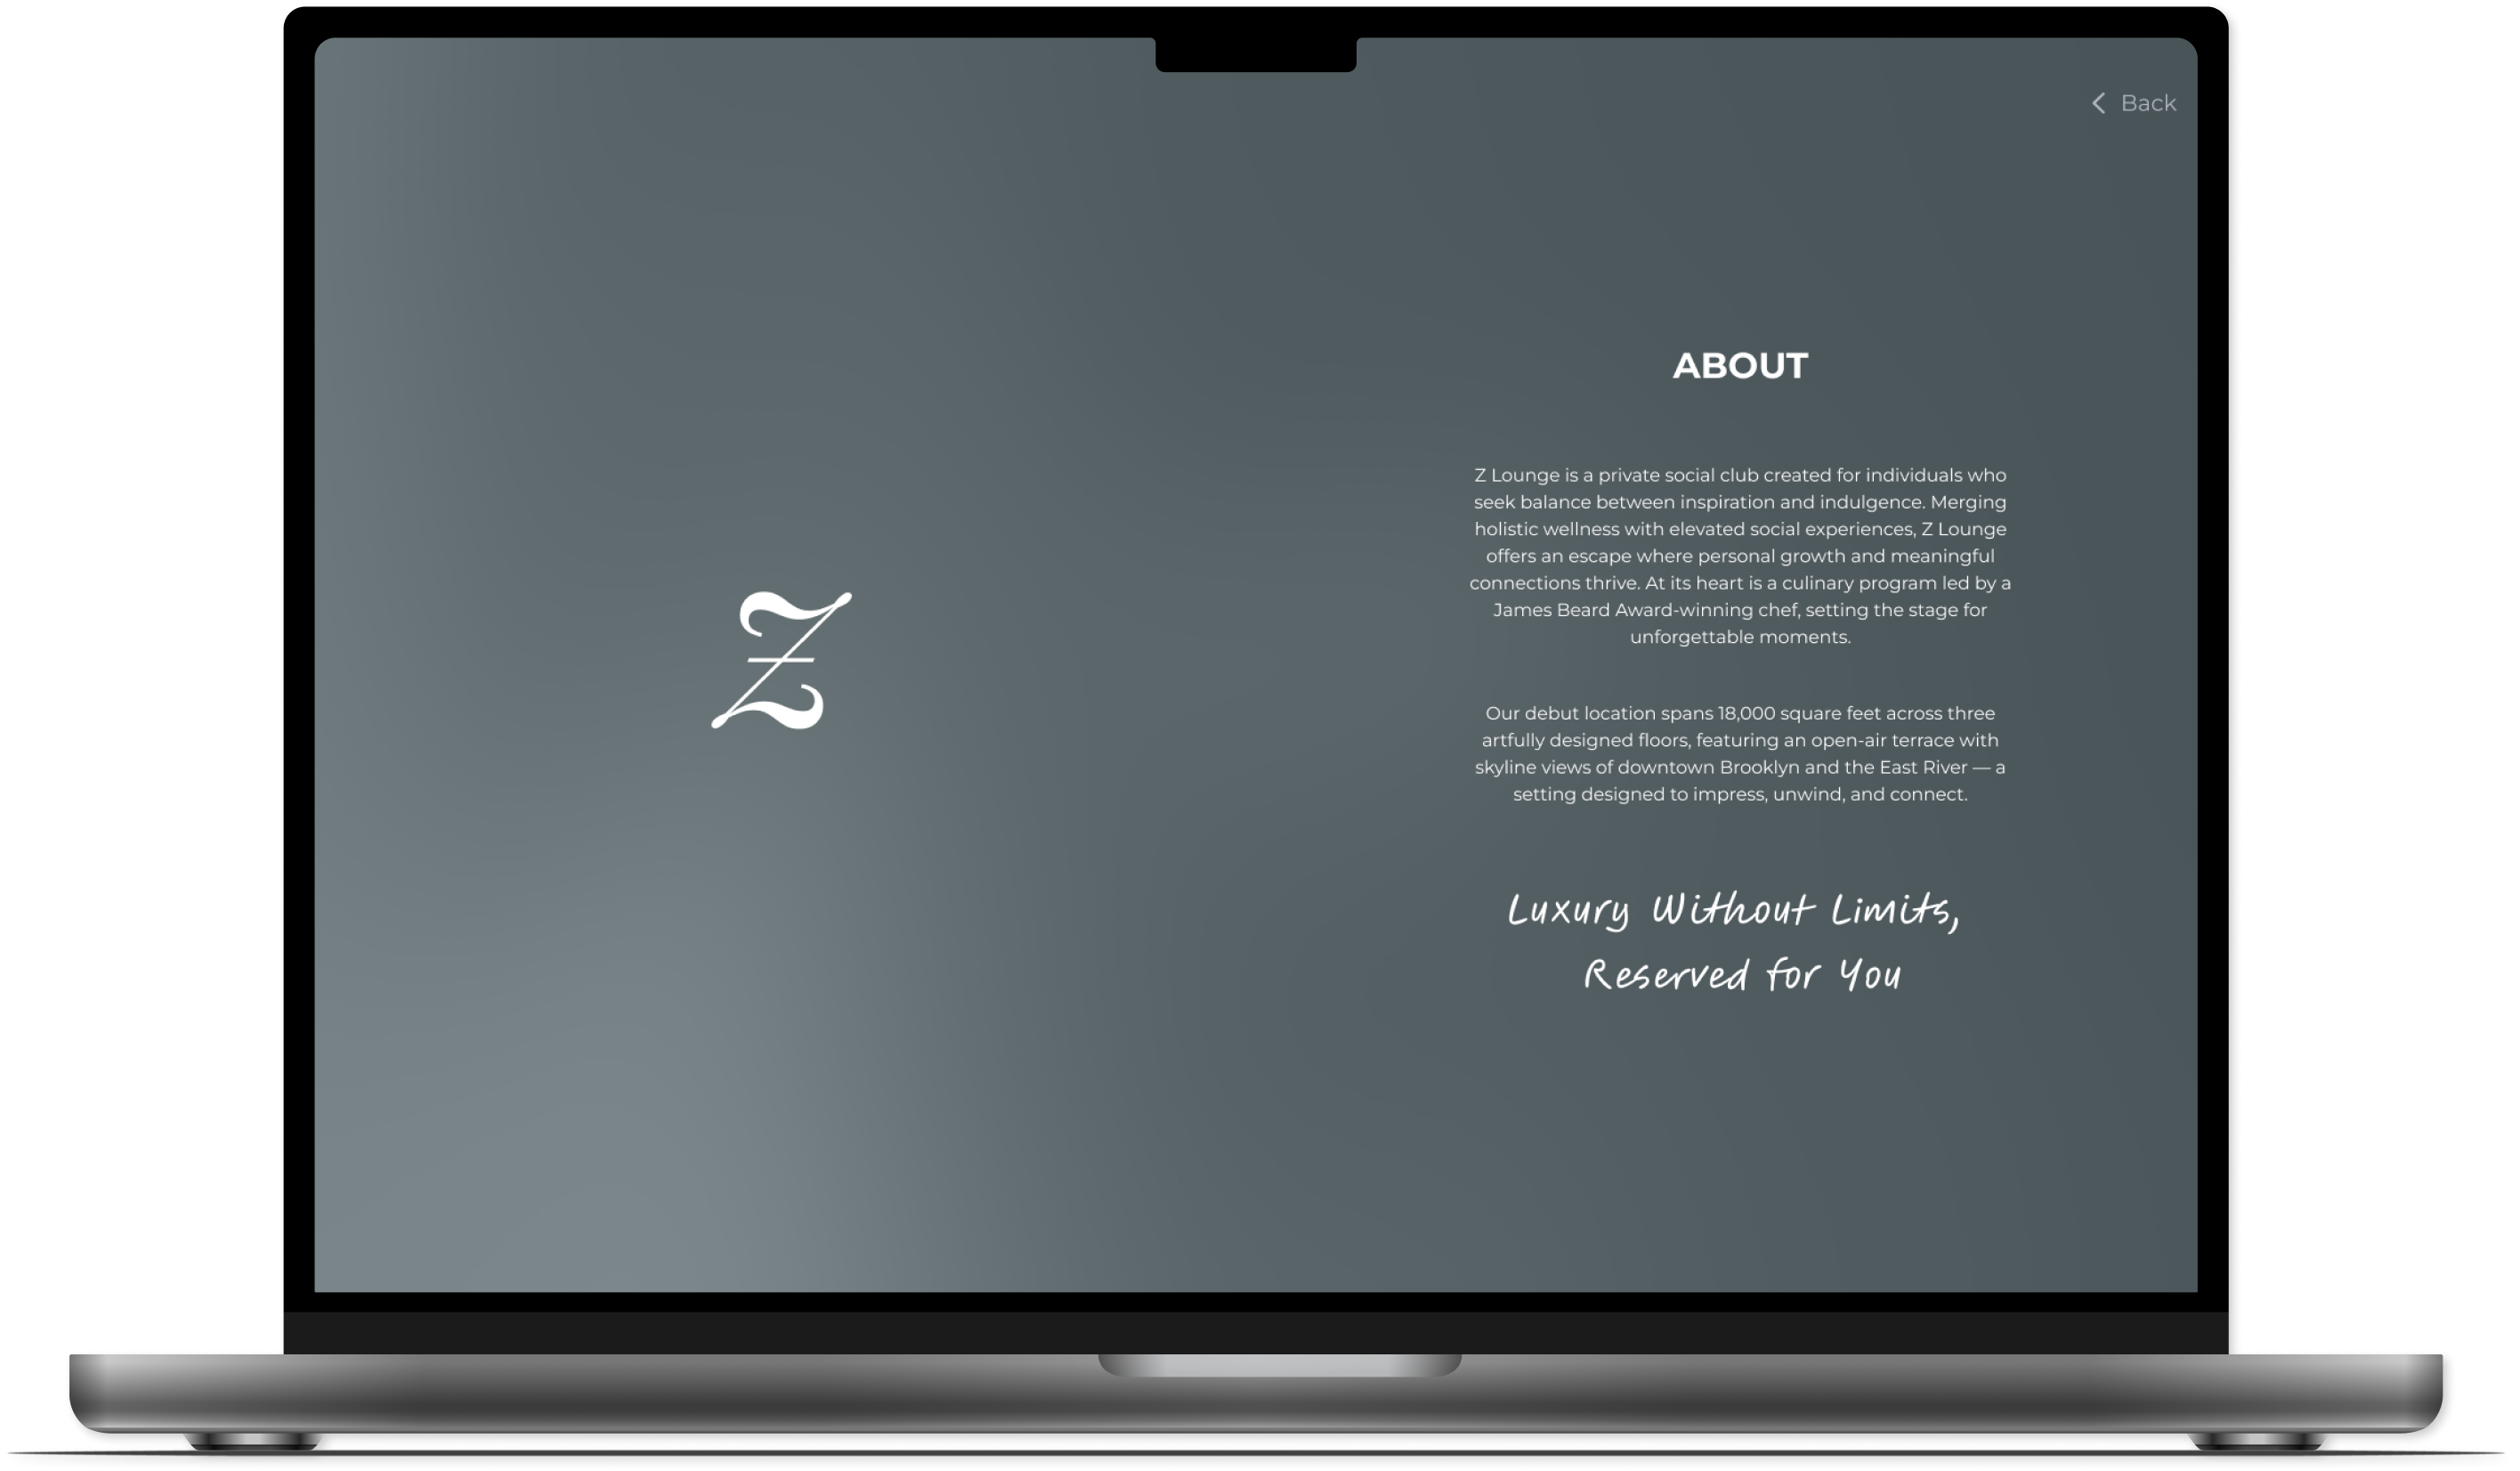 Back
Z
ABOUT
Z Lounge is a private social club created for individuals who
seek balance between inspiration and indulgence. Merging
holistic wellness with elevated social experiences, Z Lounge
offers an escape where personal growth and meaningful
connections thrive. At its heart is a culinary program led by a
James Beard Award-winning chef, setting the stage for
unforgettable moments.
Our debut location spans 18,000 square feet across three
artfully designed floors, featuring an open-air terrace with
skyline views of downtown Brooklyn and the East River — a
setting designed to impress, unwind, and connect.
Luxury Without Limits,
Reserved for You